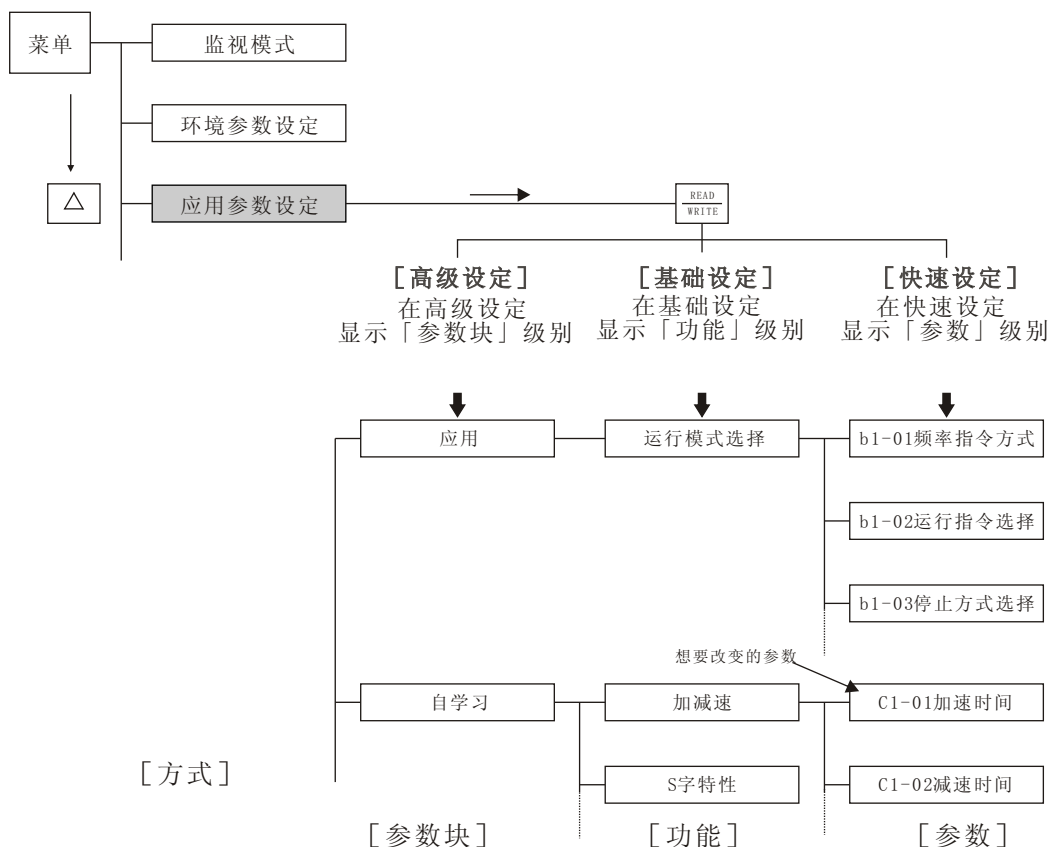 菜单
监视模式
环境参数设定
△
应用参数设定
READ
WRITE
[高级设定]
在高级设定
显示「参数块」级别
[基础设定]
在基础设定
显示「功能」级别
[快速设定]
在快速设定
显示「参数」级别
应用
运行模式选择
b1-01频率指令方式
b1-02运行指令选择
b1-03停止方式选择
想要改变的参数
自学习
加减速
C1-01加速时间
[方式]
S字特性
C1-02减速时间
[参数块]
[功能]
[参数]